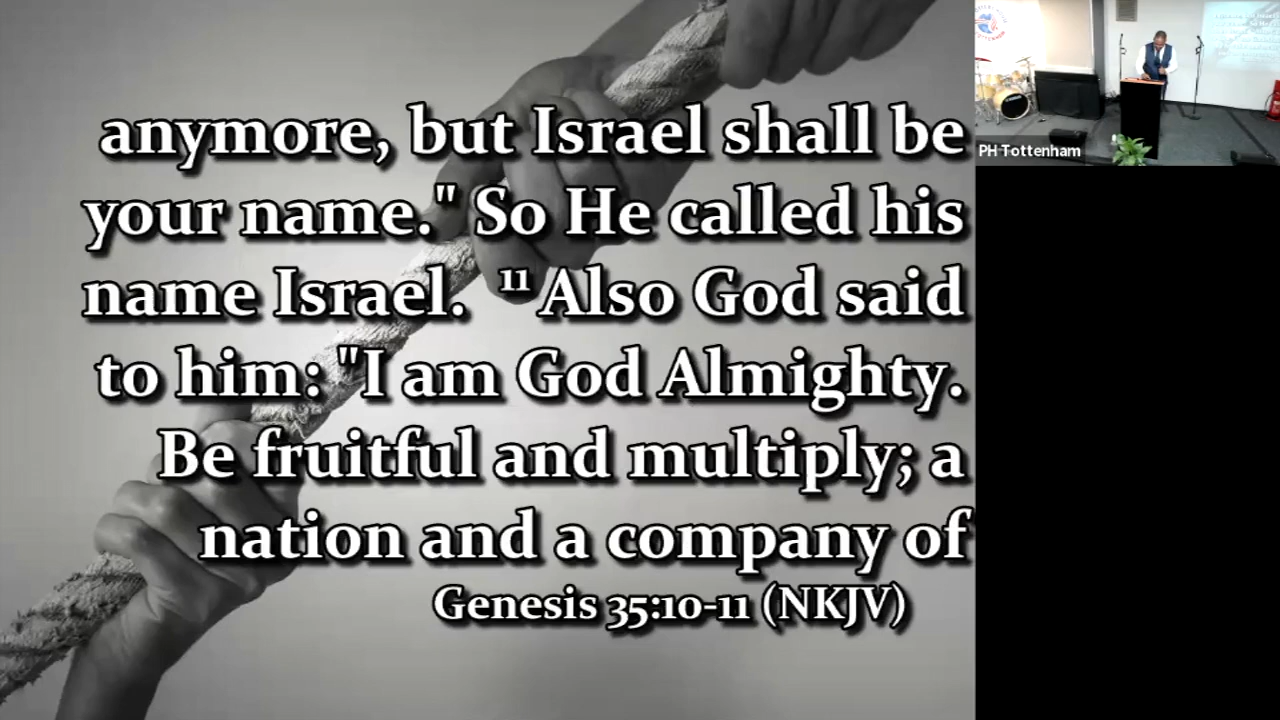 anymore, but Israel shall be
your name." So He called his
name Israel. 11 Also God said
to him: "I am God Almighty.
Be fruitful and multiply; a
nation and a company of
Genesis 35:10-11 (NKJV)
PH Tottenham